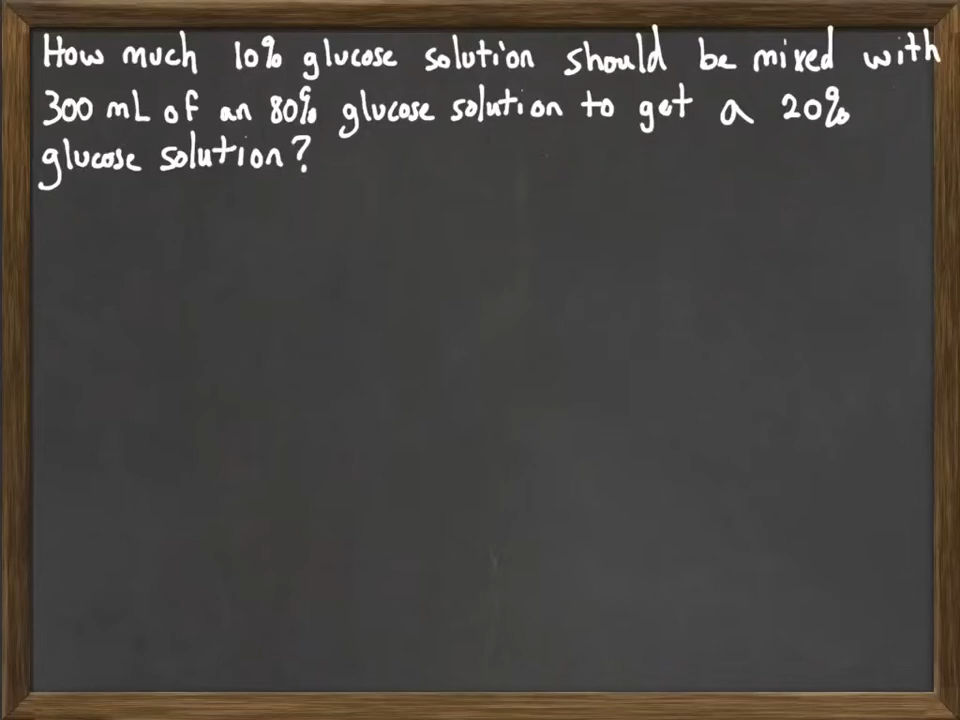 How much 10% glucose solution should be mixed with
300 mL of an 80% glucose solution to get a 20%
glucose solution?